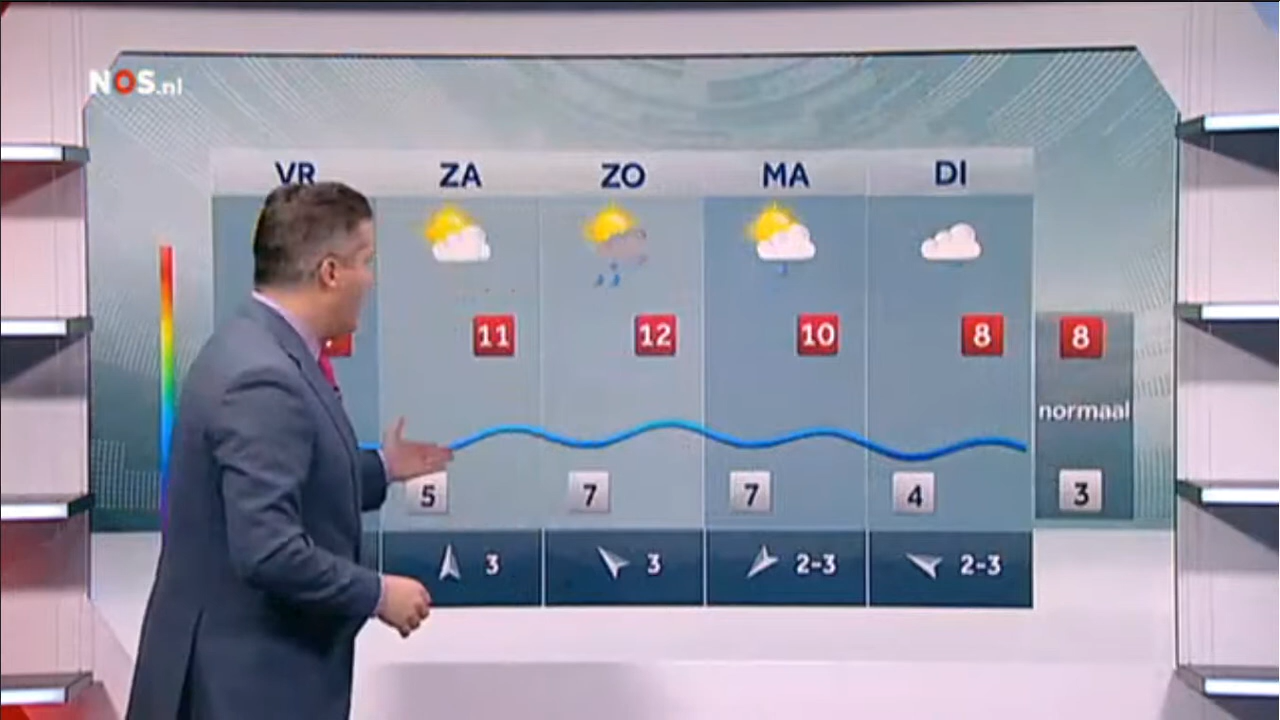 NOS.nl
VR ZA ZO MA DI
11 12 10 8 8
normaal
5 7 7 4 3
3 3 2-3 2-3